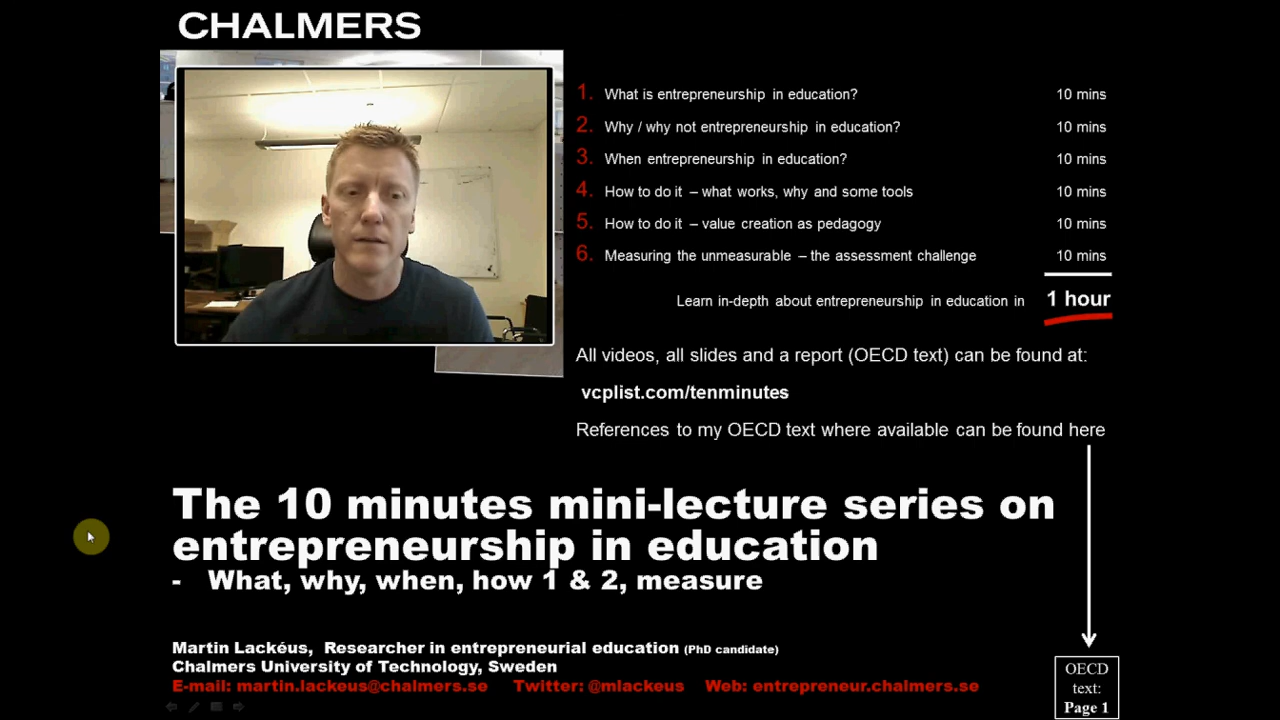 CHALMERS
1. What is entrepreneurship in education? 10 mins
2. Why / why not entrepreneurship in education? 10 mins
3. When entrepreneurship in education? 10 mins
4. How to do it – what works, why and some tools 10 mins
5. How to do it – value creation as pedagogy 10 mins
6. Measuring the unmeasurable – the assessment challenge 10 mins
Learn in-depth about entrepreneurship in education in 1 hour
All videos, all slides and a report (OECD text) can be found at:
vcplist.com/tenminutes
References to my OECD text where available can be found here
The 10 minutes mini-lecture series on
entrepreneurship in education
- What, why, when, how 1 & 2, measure
Martin Lackéus, Researcher in entrepreneurial education (PhD candidate)
Chalmers University of Technology, Sweden
E-mail: martin.lackeus@chalmers.se Twitter: @mlackeus Web: entrepreneur.chalmers.se
OECD
text:
Page 1